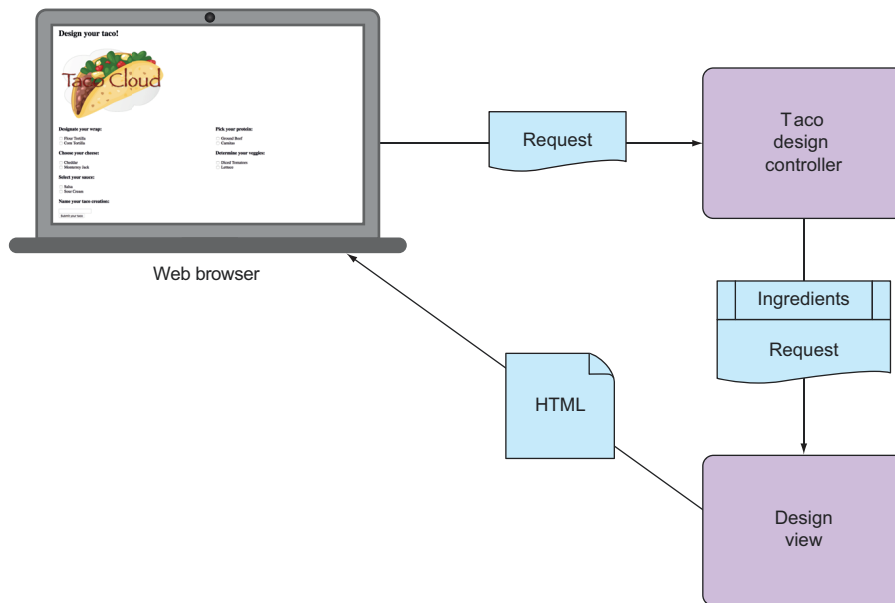 Design your taco!
Taco Cloud
Designate your wrap:
Flour Tortilla
Corn Tortilla
Pick your protein:
Ground Beef
Carnitas
Choose your cheese:
Cheddar
Monterrey Jack
Determine your veggies:
Diced Tomatoes
Lettuce
Select your sauce:
Salsa
Sour Cream
Name your taco creation:
Submit your taco
Web browser
Request
Taco
design
controller
Ingredients
Request
HTML
Design
view